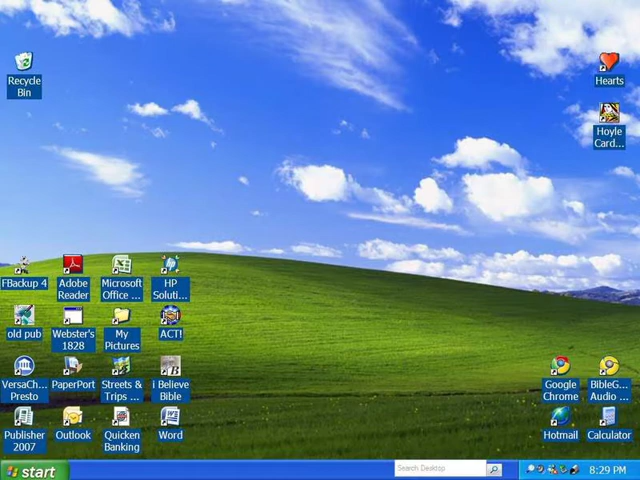 Recycle
Bin
Hearts
Hoyle
Card...
FBackup 4
Adobe
Reader
Microsoft
Office ...
HP
Soluti...
old pub
Webster's
1828
My
Pictures
ACT!
VersaCh...
Presto
PaperPort
Streets &
Trips ...
i Believe
Bible
Google
Chrome
BibleG...
Audio ...
Publisher
2007
Outlook
Quicken
Banking
Word
Hotmail
Calculator
start
Search Desktop
8:29 PM